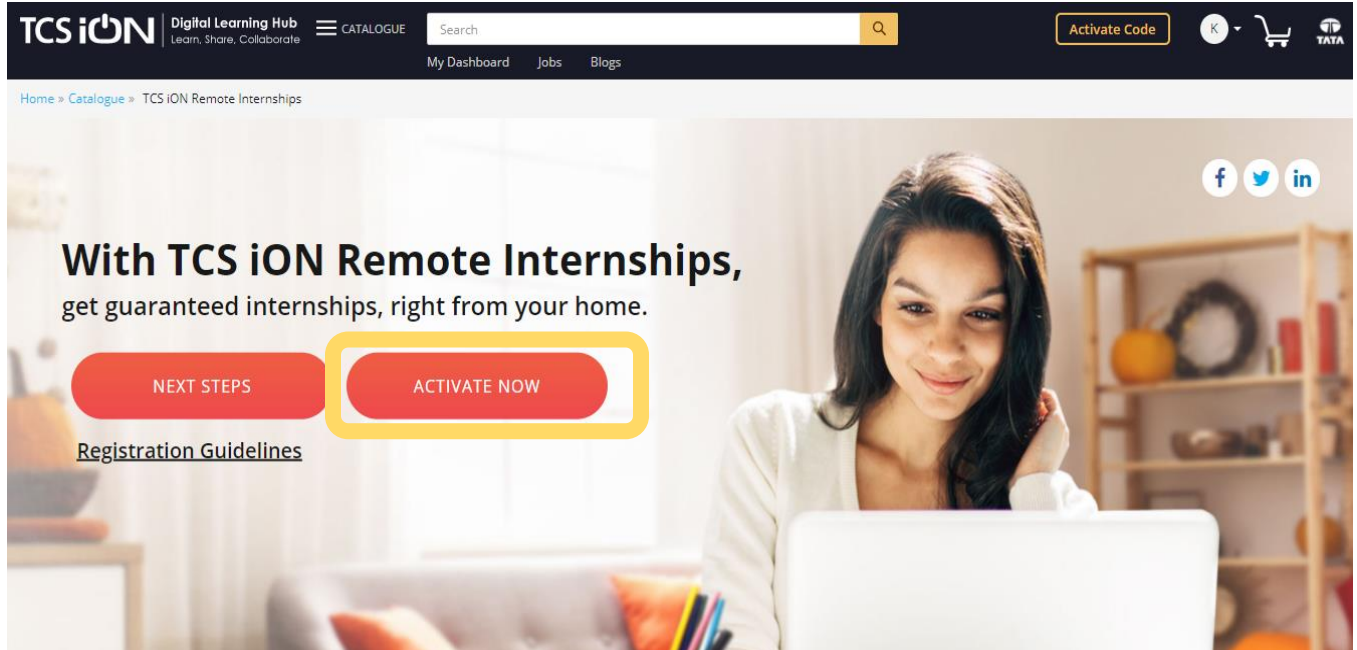 TCS iON
Digital Learning Hub
Learn, Share, Collaborate
CATALOGUE
Search
Activate Code
K
TATA
My Dashboard Jobs Blogs
Home » Catalogue » TCS iON Remote Internships
f in
With TCS iON Remote Internships,
get guaranteed internships, right from your home.
NEXT STEPS ACTIVATE NOW
Registration Guidelines